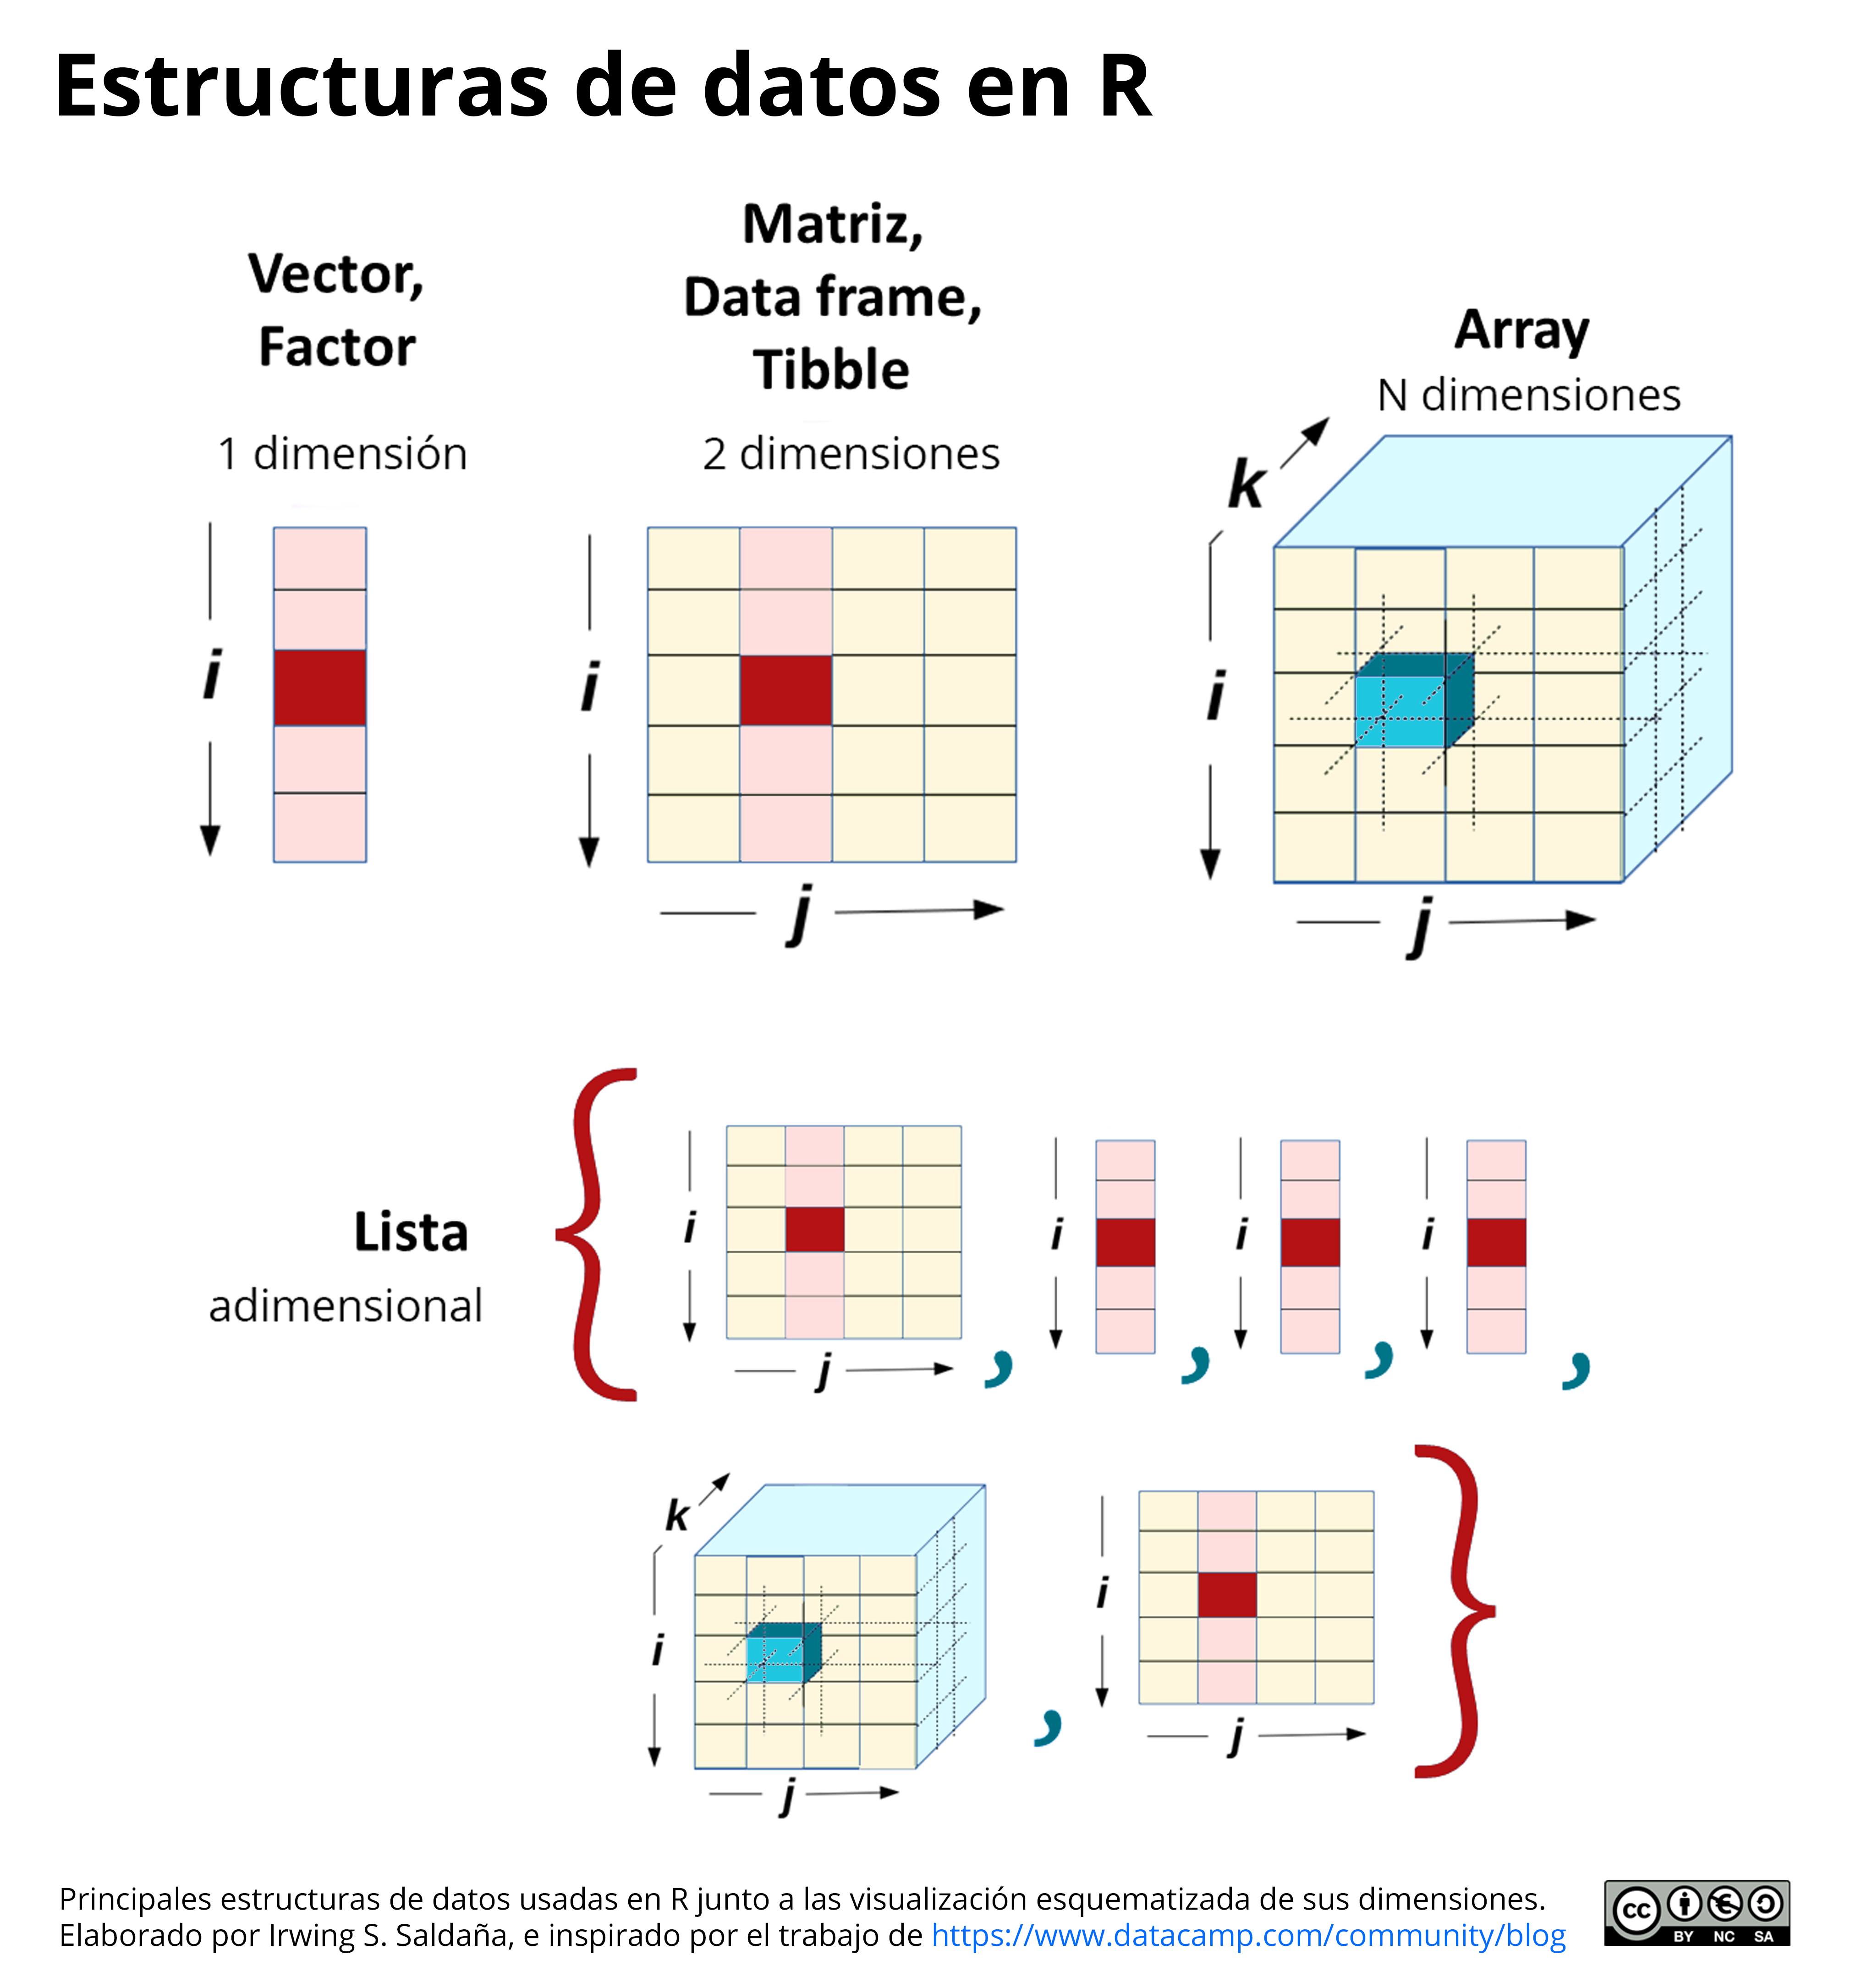 Estructuras de datos en R
Vector,
Factor
1 dimensión
i
Matriz,
Data frame,
Tibble
2 dimensiones
i
j
Array
N dimensiones
k
i
j
Lista
adimensional
{
i
j
,
i
,
i
,
i
,
k
i
j
,
i
j
}
Principales estructuras de datos usadas en R junto a las visualización esquematizada de sus dimensiones.
Elaborado por Irwing S. Saldaña, e inspirado por el trabajo de https://www.datacamp.com/community/blog
cc
BY NC SA